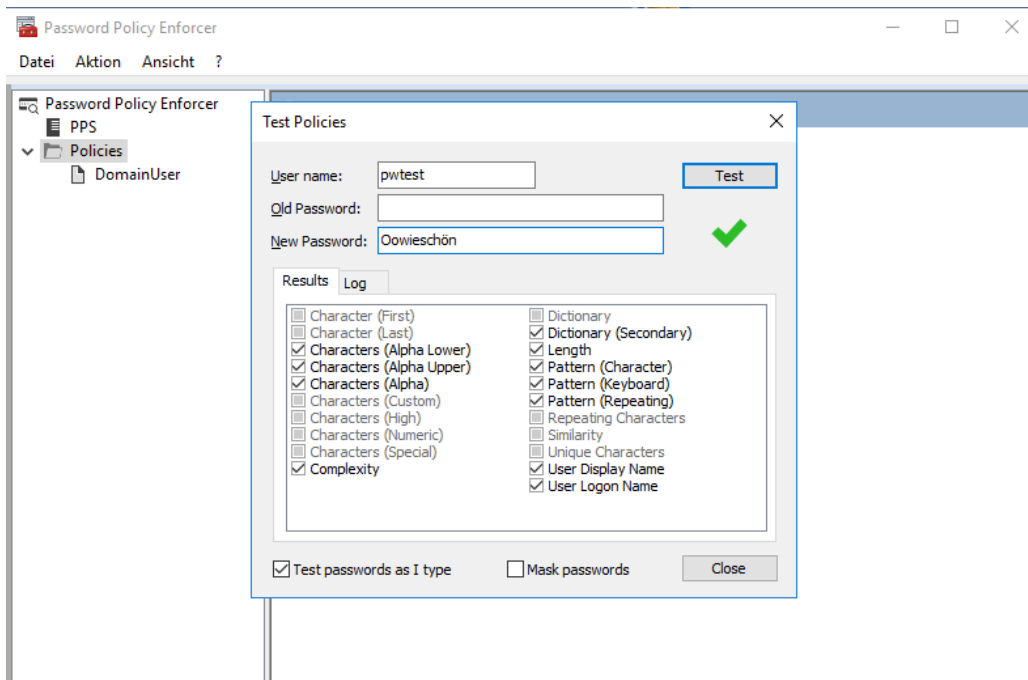 Password Policy Enforcer
Datei Aktion Ansicht ?
Password Policy Enforcer
PPS
Policies
DomainUser
Test Policies
User name: pwtest Test
Old Password:
New Password: Oowieschön
Results Log
Character (First)
Character (Last)
Characters (Alpha Lower)
Characters (Alpha Upper)
Characters (Alpha)
Characters (Custom)
Characters (High)
Characters (Numeric)
Characters (Special)
Complexity
Dictionary
Dictionary (Secondary)
Length
Pattern (Character)
Pattern (Keyboard)
Pattern (Repeating)
Repeating Characters
Similarity
Unique Characters
User Display Name
User Logon Name
Test passwords as I type Mask passwords Close